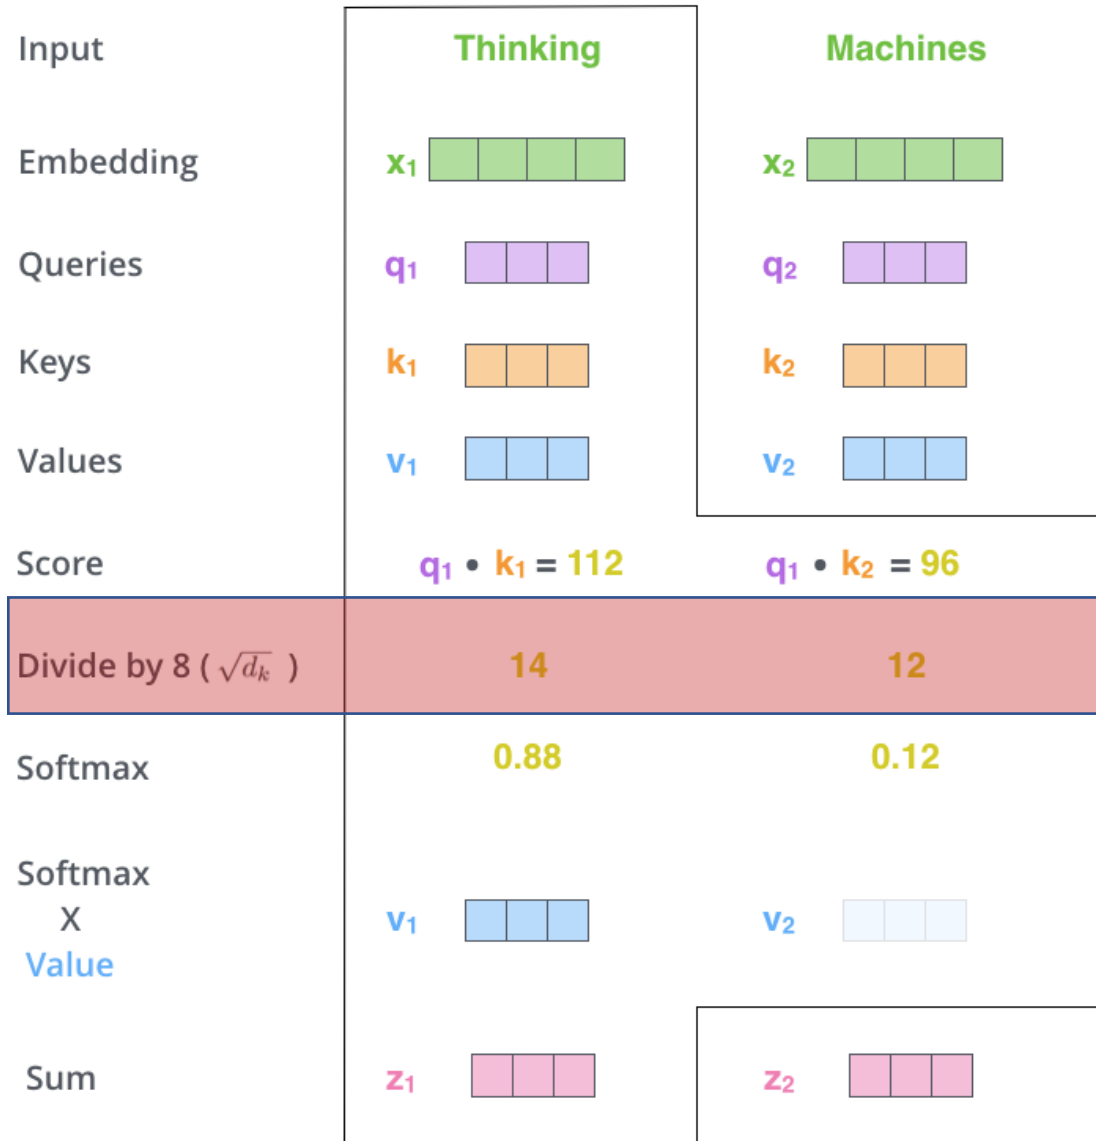 Input Thinking Machines
Embedding x₁ x₂
Queries q₁ q₂
Keys k₁ k₂
Values v₁ v₂
Score q₁ • k₁ = 112 q₁ • k₂ = 96
Divide by 8 ( √dₖ ) 14 12
Softmax 0.88 0.12
Softmax
X v₁ v₂
Value
Sum z₁ z₂